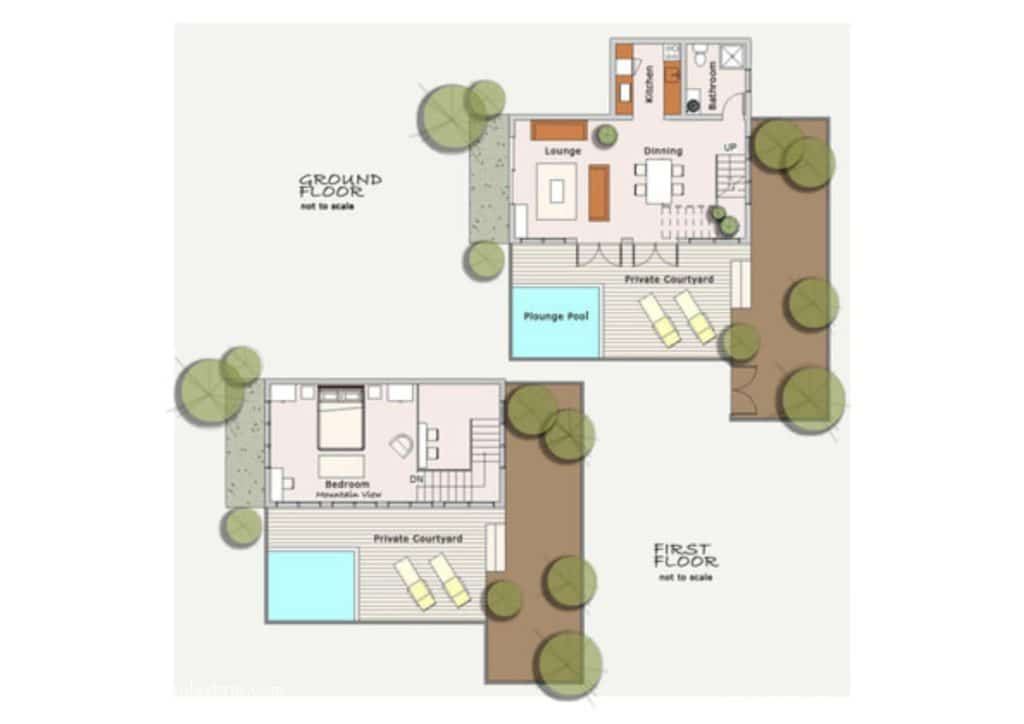 Kitchen
Bathroom
Lounge
Dinning
UP
GROUND
FLOOR
not to scale
Private Courtyard
Plounge Pool
Bedroom
Mountain View
DN
Private Courtyard
FIRST
FLOOR
not to scale